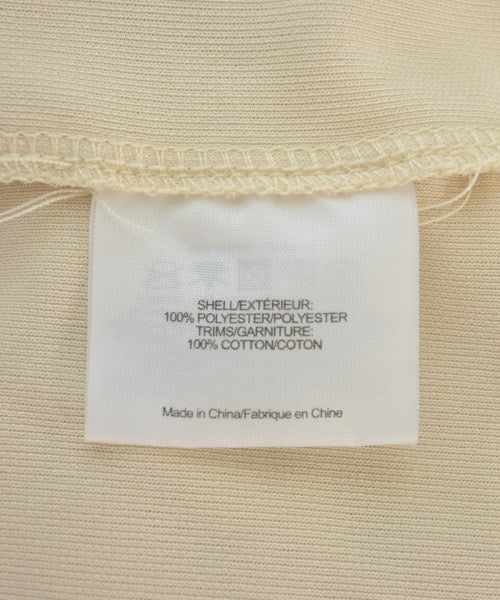 SHELL/EXTÉRIEUR:
100% POLYESTER/POLYESTER
TRIMS/GARNITURE:
100% COTTON/COTON
Made in China/Fabrique en Chine